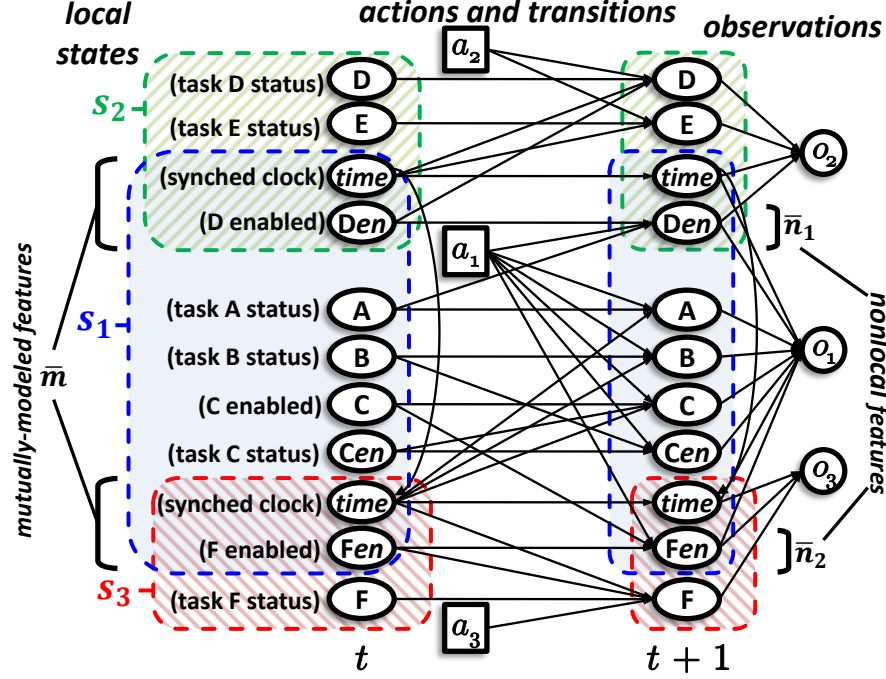 local states
actions and transitions
observations
a₂
(task D status) D D
s₂
(task E status) E E
o₂
(synched clock) time time
(D enabled) Den Den
n̄₁
a₁
(task A status) A A
s₁
(task B status) B B
o₁
m̄
mutually-modeled features
nonlocal features
(C enabled) C C
(task C status) Cen Cen
o₃
(synched clock) time time
(F enabled) Fen Fen
n̄₂
s₃
(task F status) F F
a₃
t
t + 1